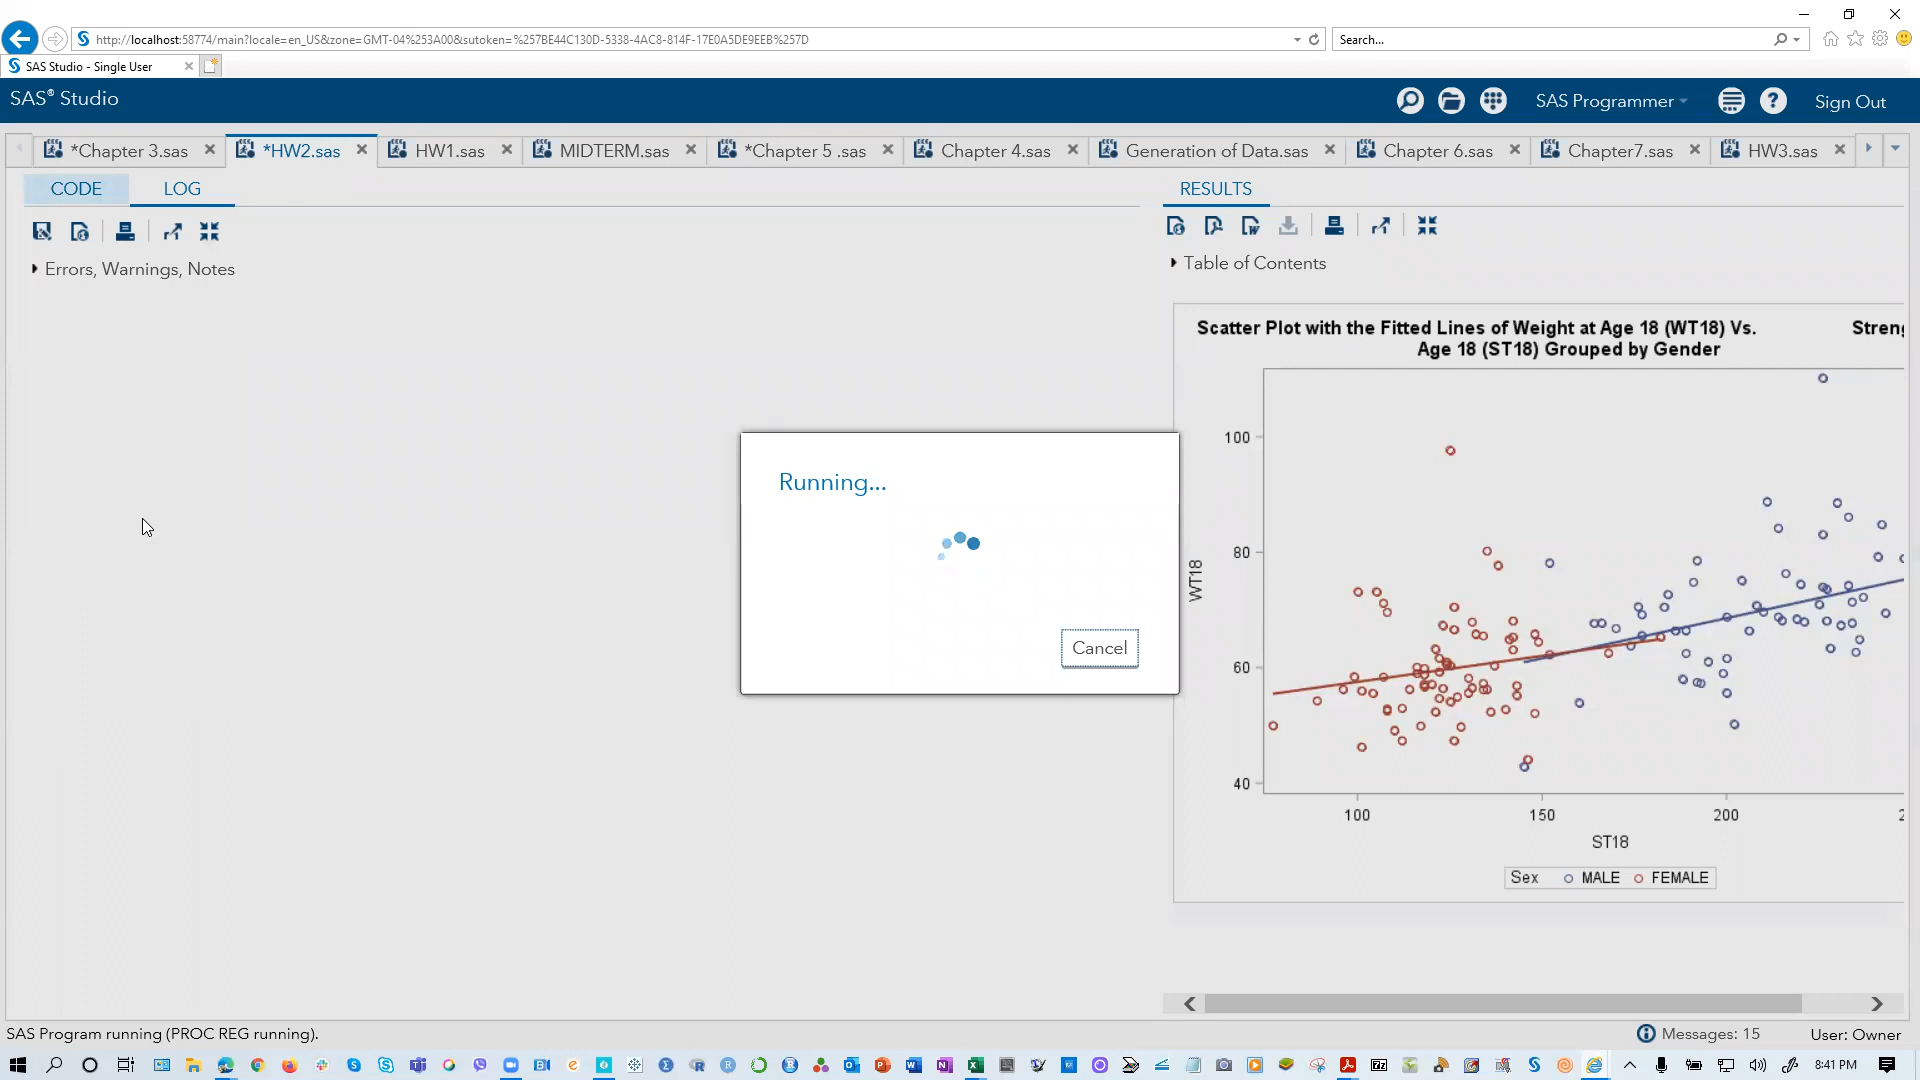 http://localhost:58774/main?locale=en_US&zone=GMT-04%253A00&sutoken=%257BE44C130D-5338-4AC8-814F-17E0A5DE9EEB%257D
Search...
SAS Studio - Single User
SAS® Studio
SAS Programmer
Sign Out
*Chapter 3.sas
*HW2.sas
HW1.sas
MIDTERM.sas
*Chapter 5 .sas
Chapter 4.sas
Generation of Data.sas
Chapter 6.sas
Chapter7.sas
HW3.sas
CODE
LOG
RESULTS
Errors, Warnings, Notes
Table of Contents
Scatter Plot with the Fitted Lines of Weight at Age 18 (WT18) Vs.
Age 18 (ST18) Grouped by Gender
Running...
Cancel
100
80
60
40
WT18
100
150
200
ST18
Sex MALE FEMALE
SAS Program running (PROC REG running).
Messages: 15
User: Owner
8:41 PM